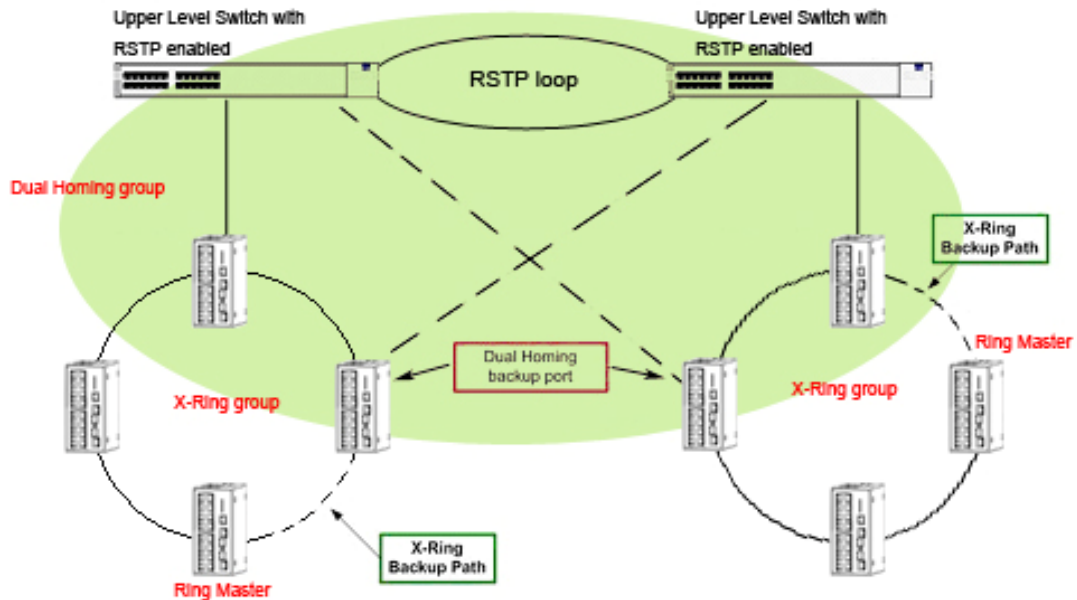 Upper Level Switch with
RSTP enabled
Upper Level Switch with
RSTP enabled
RSTP loop
Dual Homing group
X-Ring
Backup Path
Ring Master
Dual Homing
backup port
X-Ring group
X-Ring group
X-Ring
Backup Path
Ring Master